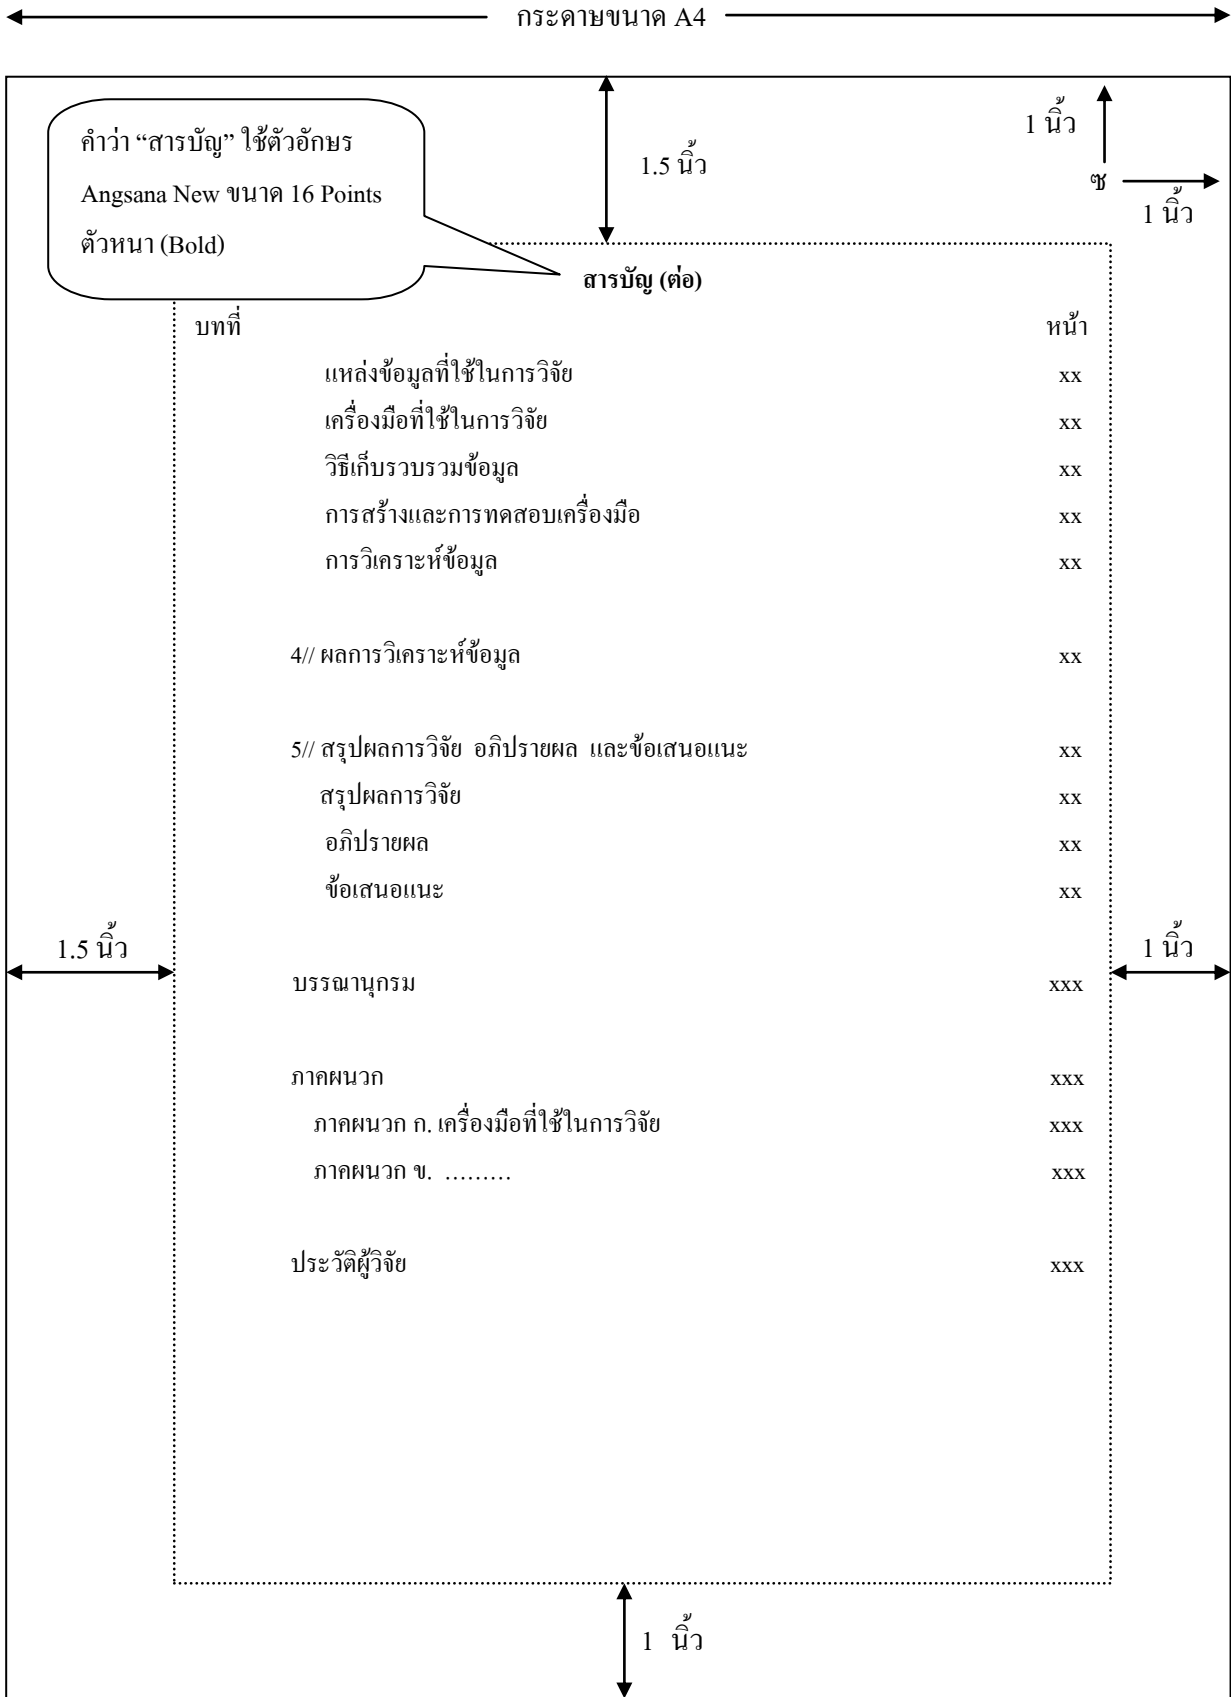 กระดาษขนาด A4
1 นิ้ว
คำว่า “สารบัญ” ใช้ตัวอักษร
Angsana New ขนาด 16 Points
ตัวหนา (Bold)
1.5 นิ้ว
ซ
1 นิ้ว
สารบัญ (ต่อ)
บทที่ หน้า
แหล่งข้อมูลที่ใช้ในการวิจัย xx
เครื่องมือที่ใช้ในการวิจัย xx
วิธีเก็บรวบรวมข้อมูล xx
การสร้างและการทดสอบเครื่องมือ xx
การวิเคราะห์ข้อมูล xx
4// ผลการวิเคราะห์ข้อมูล xx
5// สรุปผลการวิจัย อภิปรายผล และข้อเสนอแนะ xx
สรุปผลการวิจัย xx
อภิปรายผล xx
ข้อเสนอแนะ xx
1.5 นิ้ว
1 นิ้ว
บรรณานุกรม xxx
ภาคผนวก xxx
ภาคผนวก ก. เครื่องมือที่ใช้ในการวิจัย xxx
ภาคผนวก ข. ......... xxx
ประวัติผู้วิจัย xxx
1 นิ้ว